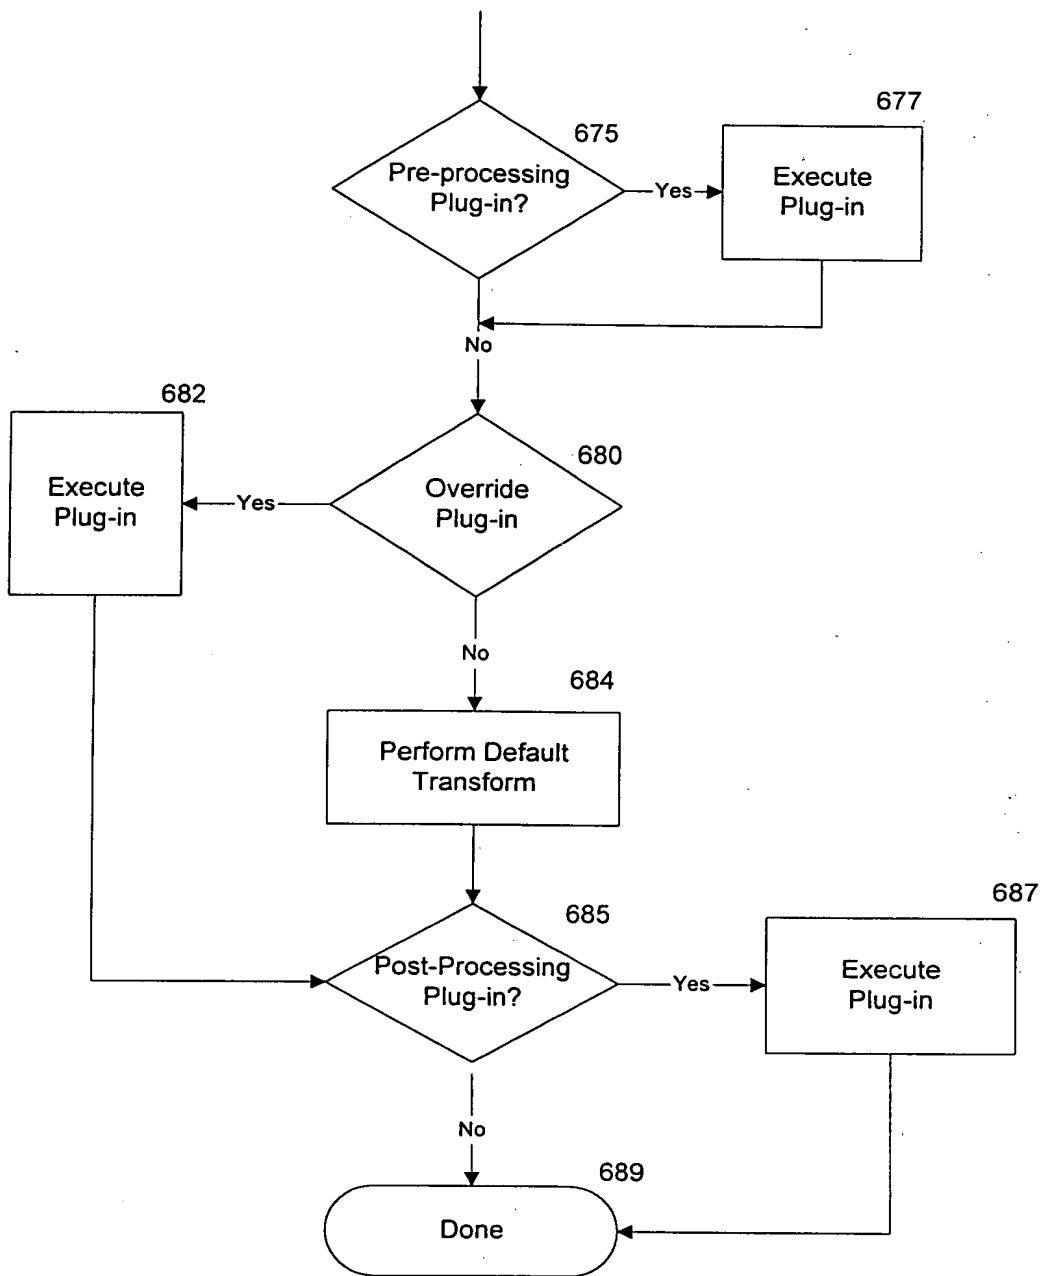 677
675
Pre-processing
Plug-in?
Yes
Execute
Plug-in
No
682
680
Execute
Plug-in
Yes
Override
Plug-in
No
684
Perform Default
Transform
687
685
Post-Processing
Plug-in?
Yes
Execute
Plug-in
No
689
Done